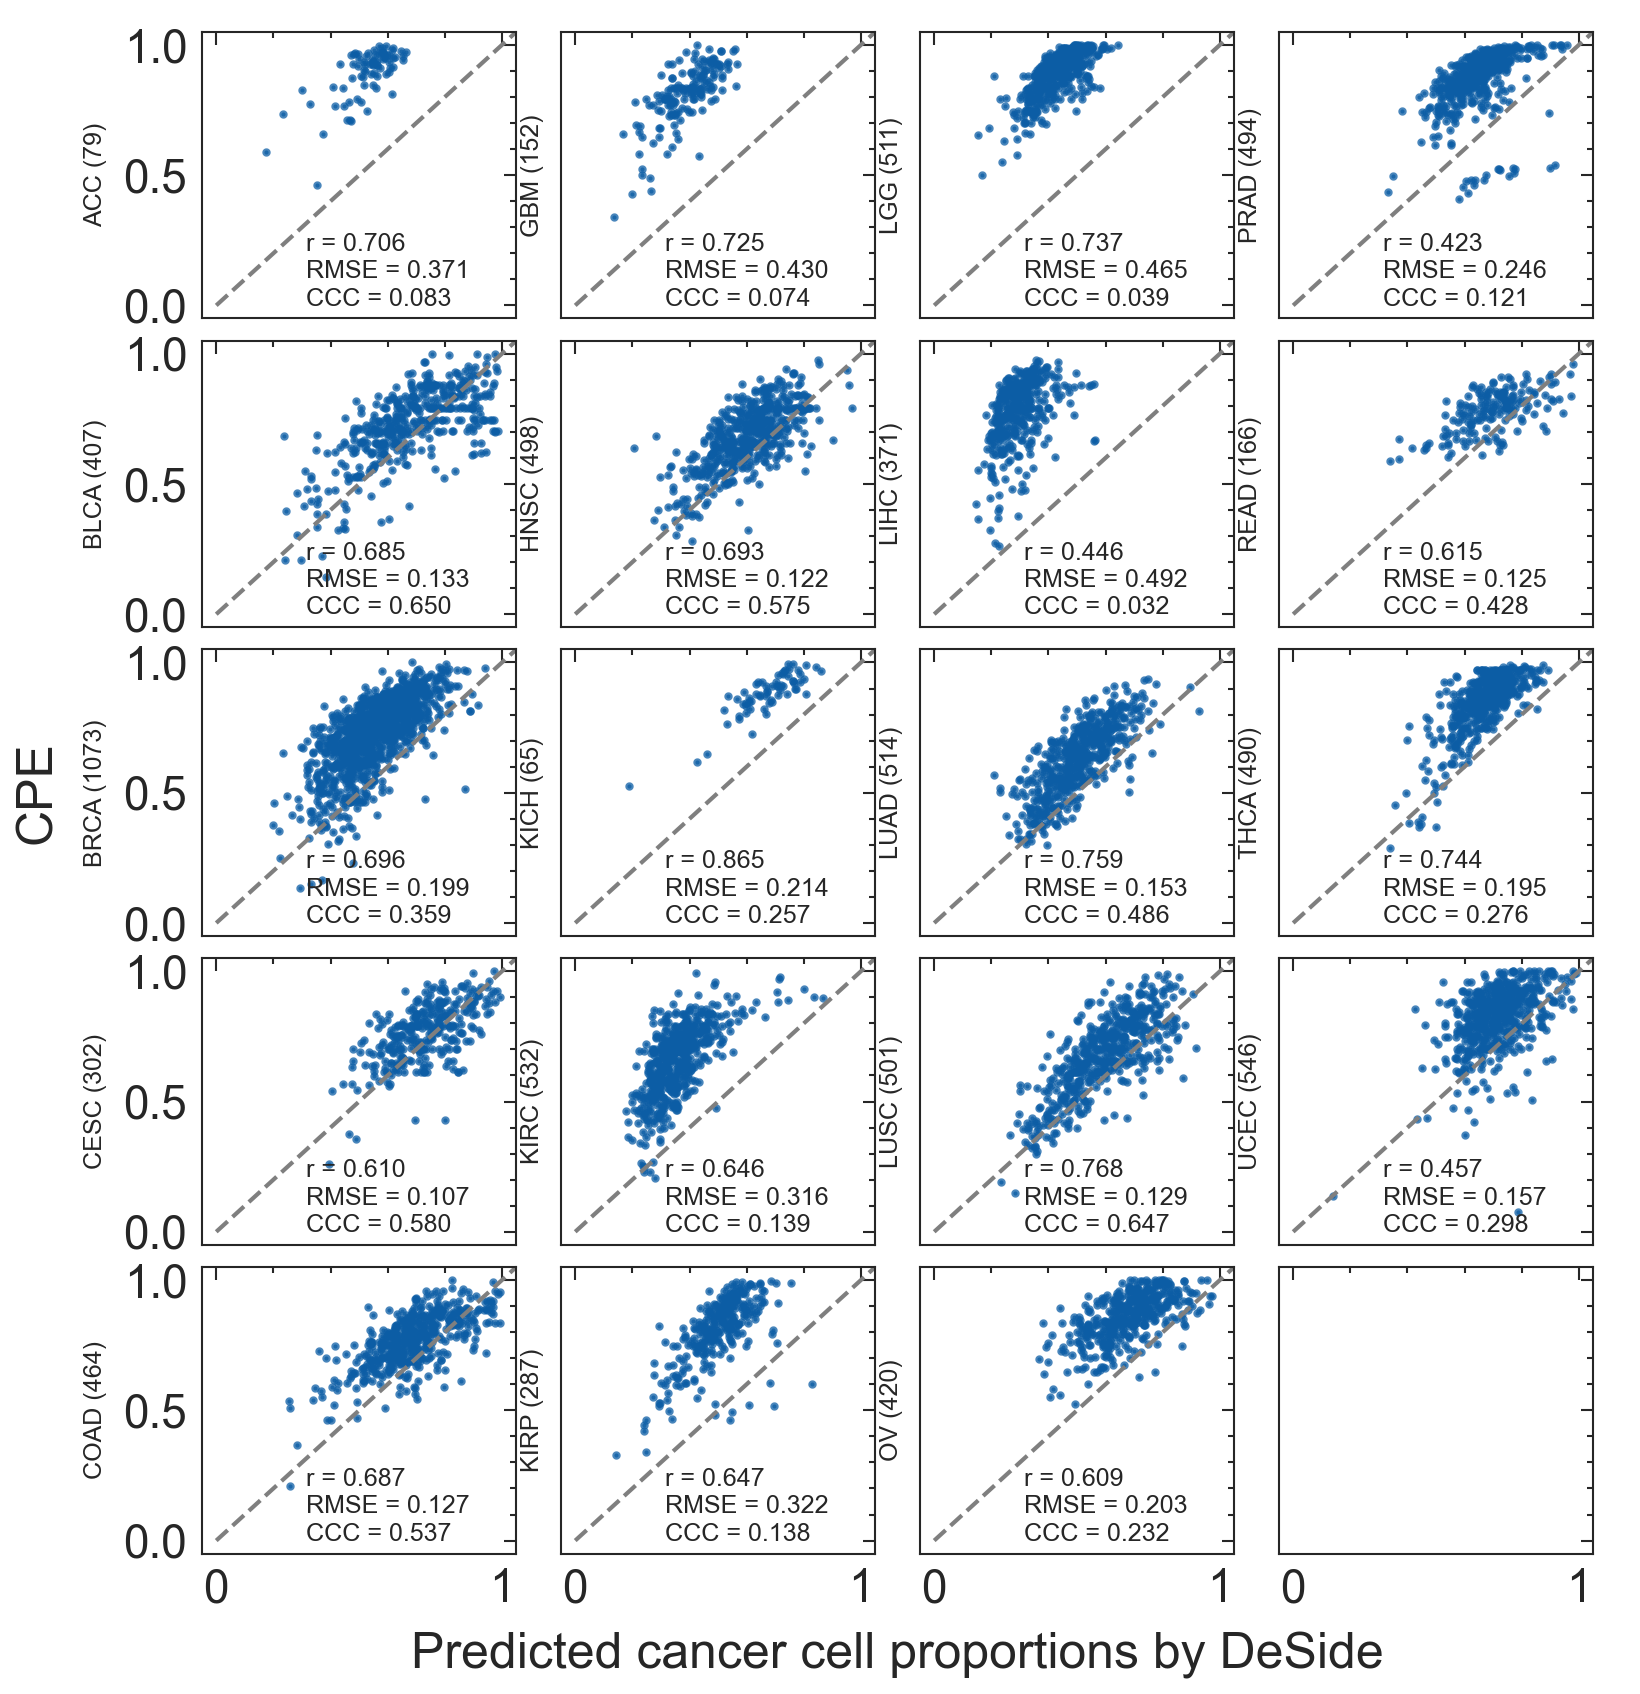 1.0
0.5
0.0
ACC (79)
r = 0.706
RMSE = 0.371
CCC = 0.083
GBM (152)
r = 0.725
RMSE = 0.430
CCC = 0.074
LGG (511)
r = 0.737
RMSE = 0.465
CCC = 0.039
PRAD (494)
r = 0.423
RMSE = 0.246
CCC = 0.121
1.0
0.5
0.0
BLCA (407)
r = 0.685
RMSE = 0.133
CCC = 0.650
HNSC (498)
r = 0.693
RMSE = 0.122
CCC = 0.575
LIHC (371)
r = 0.446
RMSE = 0.492
CCC = 0.032
READ (166)
r = 0.615
RMSE = 0.125
CCC = 0.428
CPE
1.0
0.5
0.0
BRCA (1073)
r = 0.696
RMSE = 0.199
CCC = 0.359
KICH (65)
r = 0.865
RMSE = 0.214
CCC = 0.257
LUAD (514)
r = 0.759
RMSE = 0.153
CCC = 0.486
THCA (490)
r = 0.744
RMSE = 0.195
CCC = 0.276
1.0
0.5
0.0
CESC (302)
r = 0.610
RMSE = 0.107
CCC = 0.580
KIRC (532)
r = 0.646
RMSE = 0.316
CCC = 0.139
LUSC (501)
r = 0.768
RMSE = 0.129
CCC = 0.647
UCEC (546)
r = 0.457
RMSE = 0.157
CCC = 0.298
1.0
0.5
0.0
COAD (464)
r = 0.687
RMSE = 0.127
CCC = 0.537
KIRP (287)
r = 0.647
RMSE = 0.322
CCC = 0.138
OV (420)
r = 0.609
RMSE = 0.203
CCC = 0.232
0 1 0 1 0 1 0 1
Predicted cancer cell proportions by DeSide